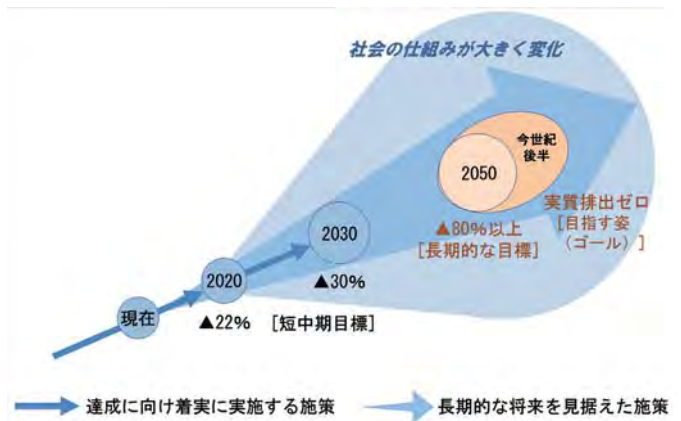 社会の仕組みが大きく変化
今世紀
後半
2050
実質排出ゼロ
[目指す姿
(ゴール)]
▲80%以上
[長期的な目標]
2030
▲30%
2020
▲22%
[短中期目標]
現在
達成に向け着実に実施する施策
長期的な将来を見据えた施策